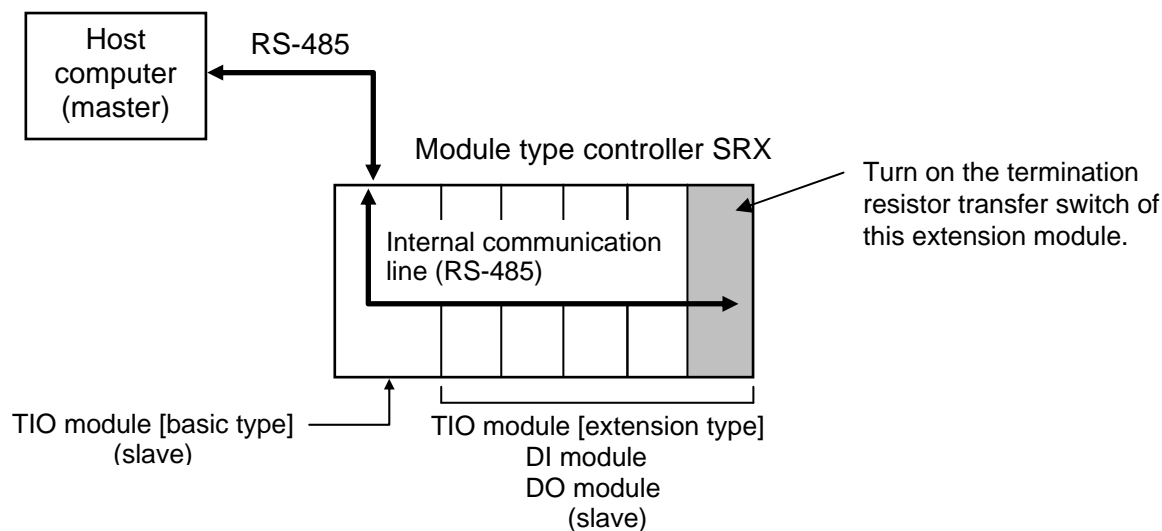 Host
computer
(master)
RS-485
Module type controller SRX
Turn on the termination
resistor transfer switch of
this extension module.
Internal communication
line (RS-485)
TIO module [basic type]
(slave)
TIO module [extension type]
DI module
DO module
(slave)